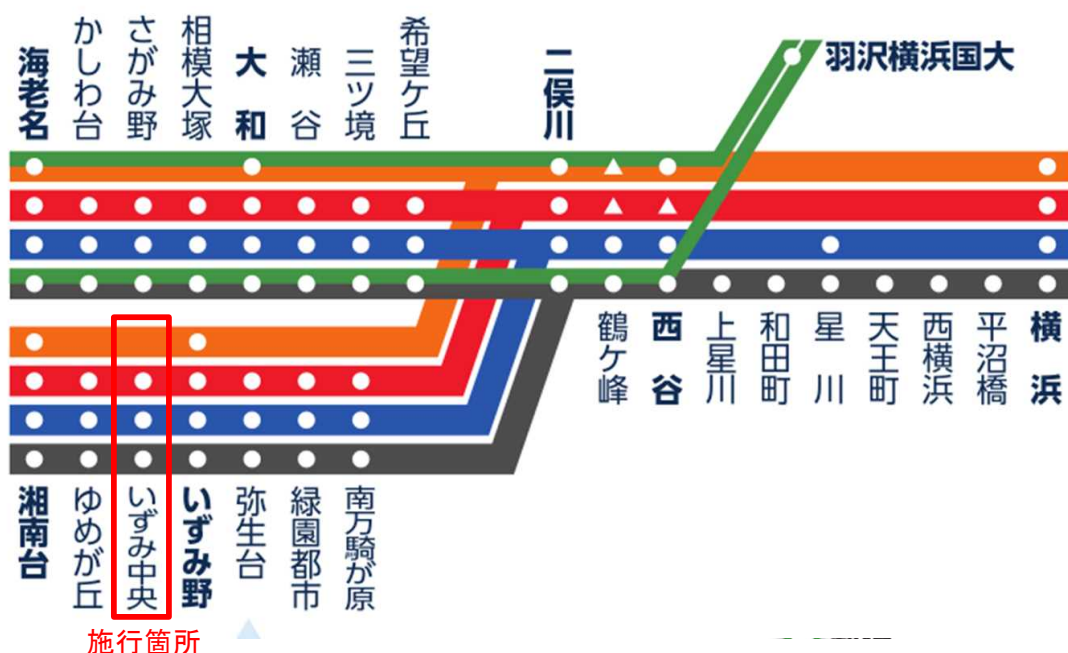 海老名
かしわ台
さがみ野
相模大塚
大和
瀬谷
三ツ境
希望ケ丘
二俣川
羽沢横浜国大
鶴ケ峰
西谷
上星川
和田町
星川
天王町
西横浜
平沼橋
横浜
湘南台
ゆめが丘
いずみ中央
いずみ野
弥生台
緑園都市
南万騎が原
施行箇所